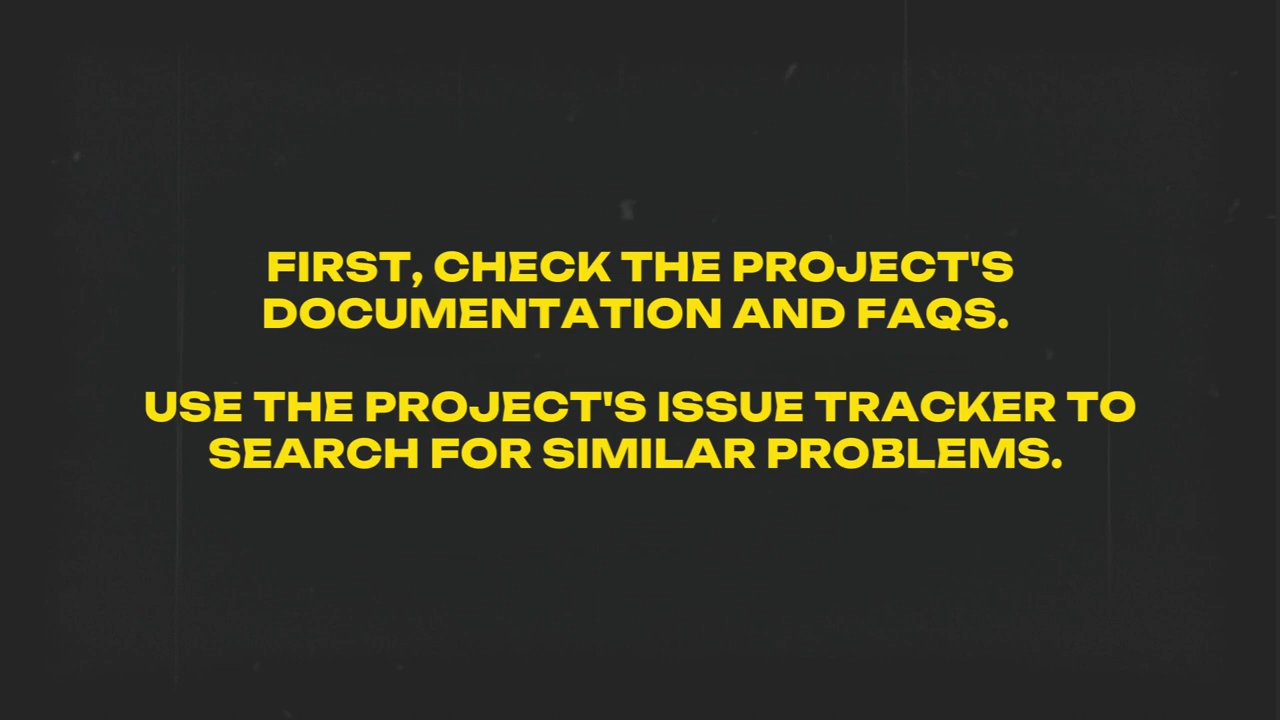 FIRST, CHECK THE PROJECT'S
DOCUMENTATION AND FAQS.
USE THE PROJECT'S ISSUE TRACKER TO
SEARCH FOR SIMILAR PROBLEMS.